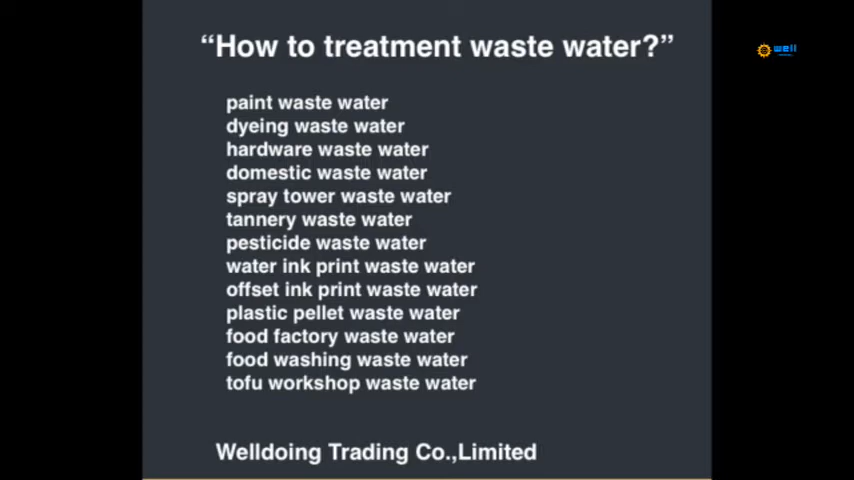 “How to treatment waste water?”
well
paint waste water
dyeing waste water
hardware waste water
domestic waste water
spray tower waste water
tannery waste water
pesticide waste water
water ink print waste water
offset ink print waste water
plastic pellet waste water
food factory waste water
food washing waste water
tofu workshop waste water
Welldoing Trading Co.,Limited